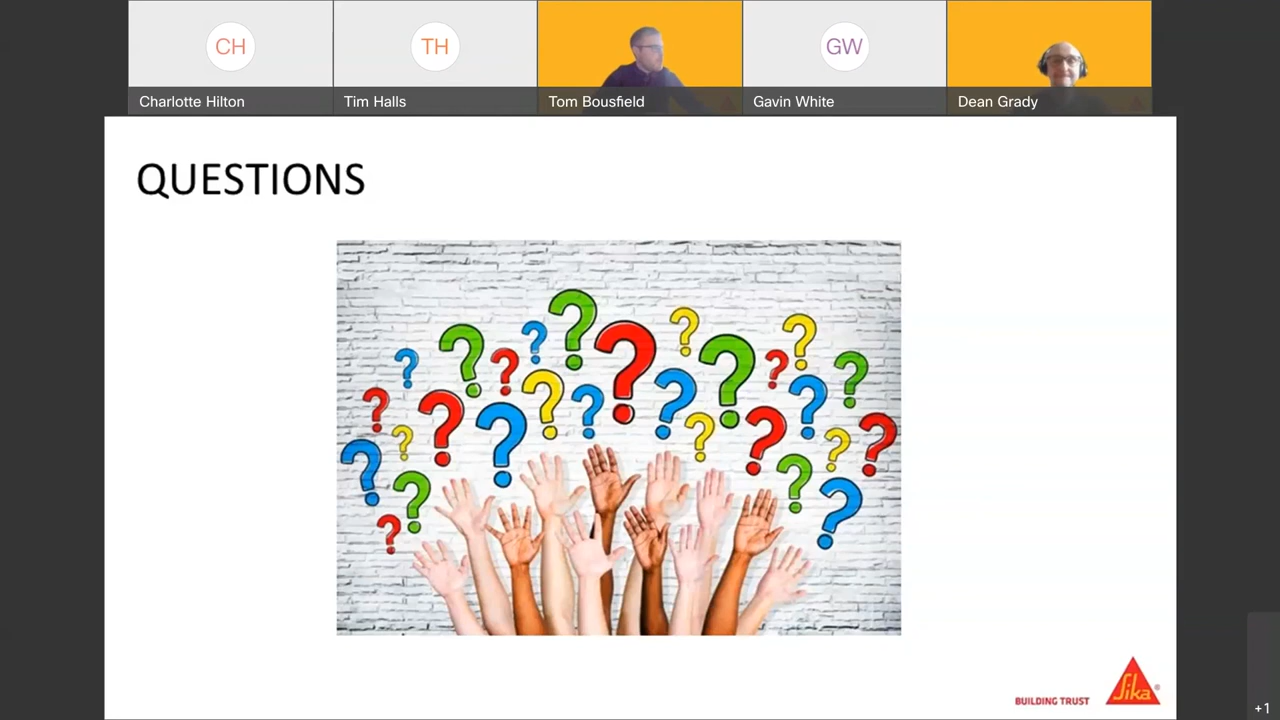 CH
TH
GW
Charlotte Hilton
Tim Halls
Tom Bousfield
Gavin White
Dean Grady
QUESTIONS
BUILDING TRUST
Sika
+1